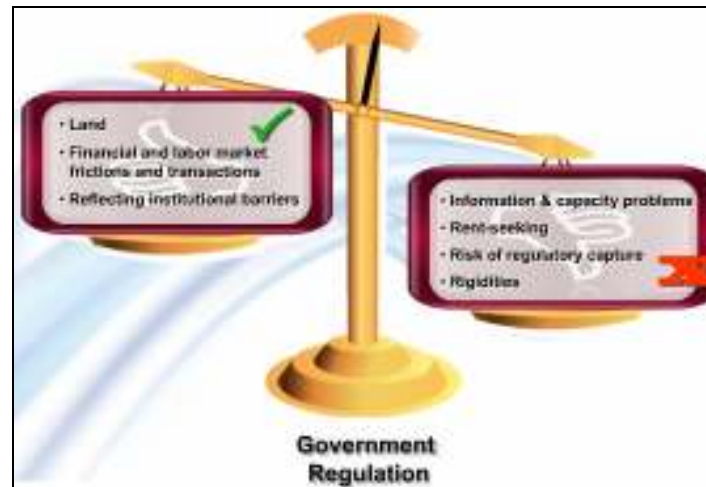 • Land
• Financial and labor market
frictions and transactions
• Reflecting institutional barriers
• Information & capacity problems
• Rent-seeking
• Risk of regulutory capture
• Rigidities
Government
Regulation